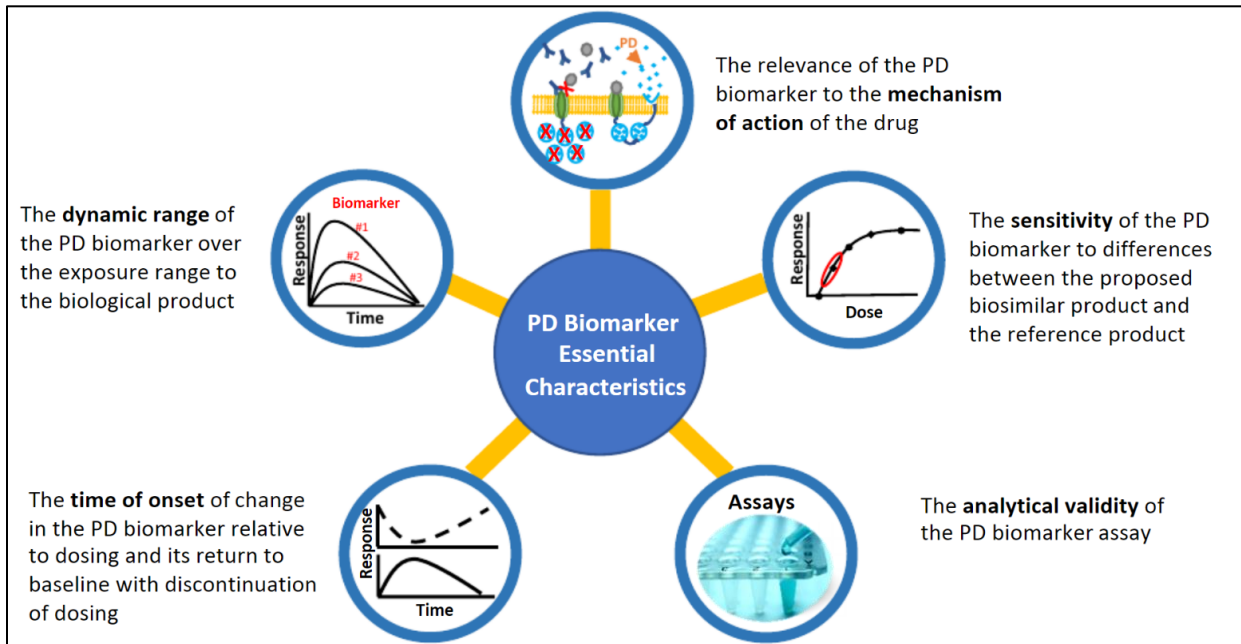 PD
The relevance of the PD
biomarker to the mechanism
of action of the drug
The dynamic range of
the PD biomarker over
the exposure range to
the biological product
Biomarker
#1
#2
#3
Response
Time
Response
Dose
The sensitivity of the PD
biomarker to differences
between the proposed
biosimilar product and
the reference product
PD Biomarker
Essential
Characteristics
The time of onset of change
in the PD biomarker relative
to dosing and its return to
baseline with discontinuation
of dosing
Response
Time
Assays
The analytical validity of
the PD biomarker assay